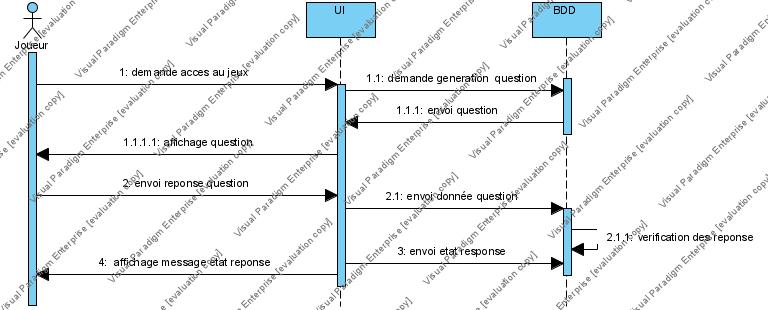 UI
BDD
Joueur
1: demande acces au jeux
1.1: demande generation question
1.1.1: envoi question
1.1.1.1: affichage question
2: envoi reponse question
2.1: envoi donnée question
2.1.1: verification des reponse
3: envoi etat response
4: affichage message etat reponse
Visual Paradigm Enterprise [evaluation copy]